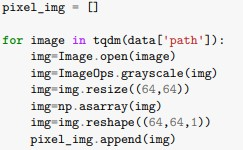 pixel_img = []

for image in tqdm(data['path']):
    img=Image.open(image)
    img=ImageOps.grayscale(img)
    img=img.resize((64,64))
    img=np.asarray(img)
    img=img.reshape((64,64,1))
    pixel_img.append(img)